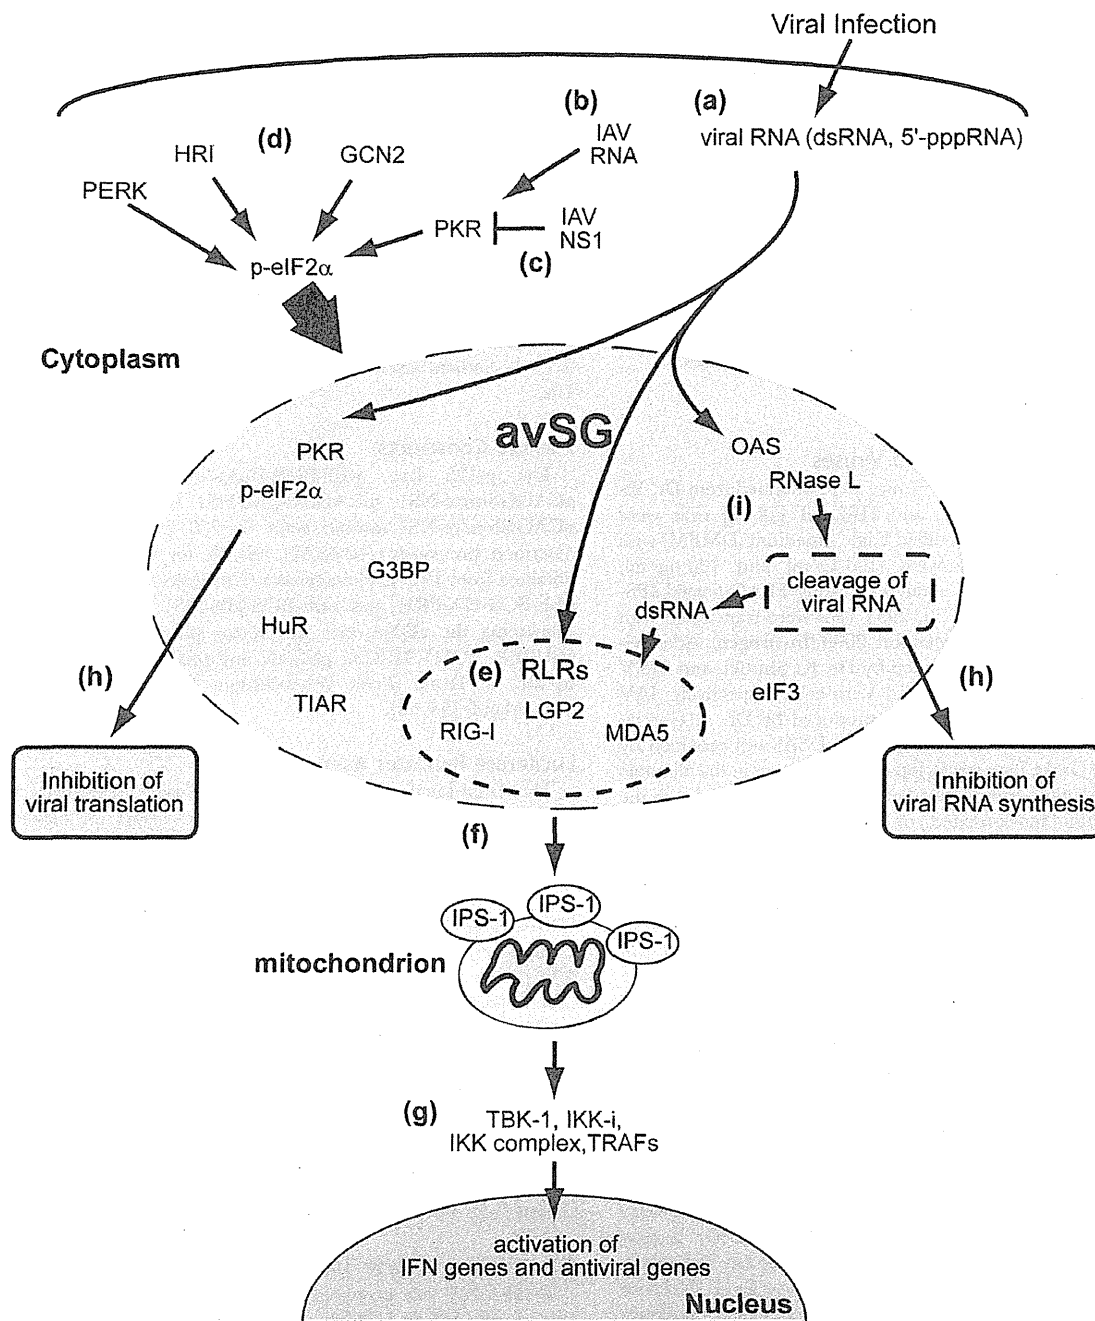 Viral Infection
(b)
(a)
IAV
RNA
viral RNA (dsRNA, 5'-pppRNA)
(d)
HRI
GCN2
PERK
PKR
IAV
NS1
(c)
p-eIF2α
Cytoplasm
avSG
PKR
p-eIF2α
OAS
RNase L
(i)
cleavage of
viral RNA
dsRNA
G3BP
HuR
TIAR
(e)
RLRs
LGP2
RIG-I
MDA5
eIF3
(h)
(h)
Inhibition of
viral translation
Inhibition of
viral RNA synthesis
(f)
IPS-1
IPS-1
IPS-1
mitochondrion
(g)
TBK-1, IKK-i,
IKK complex,TRAFs
activation of
IFN genes and antiviral genes
Nucleus